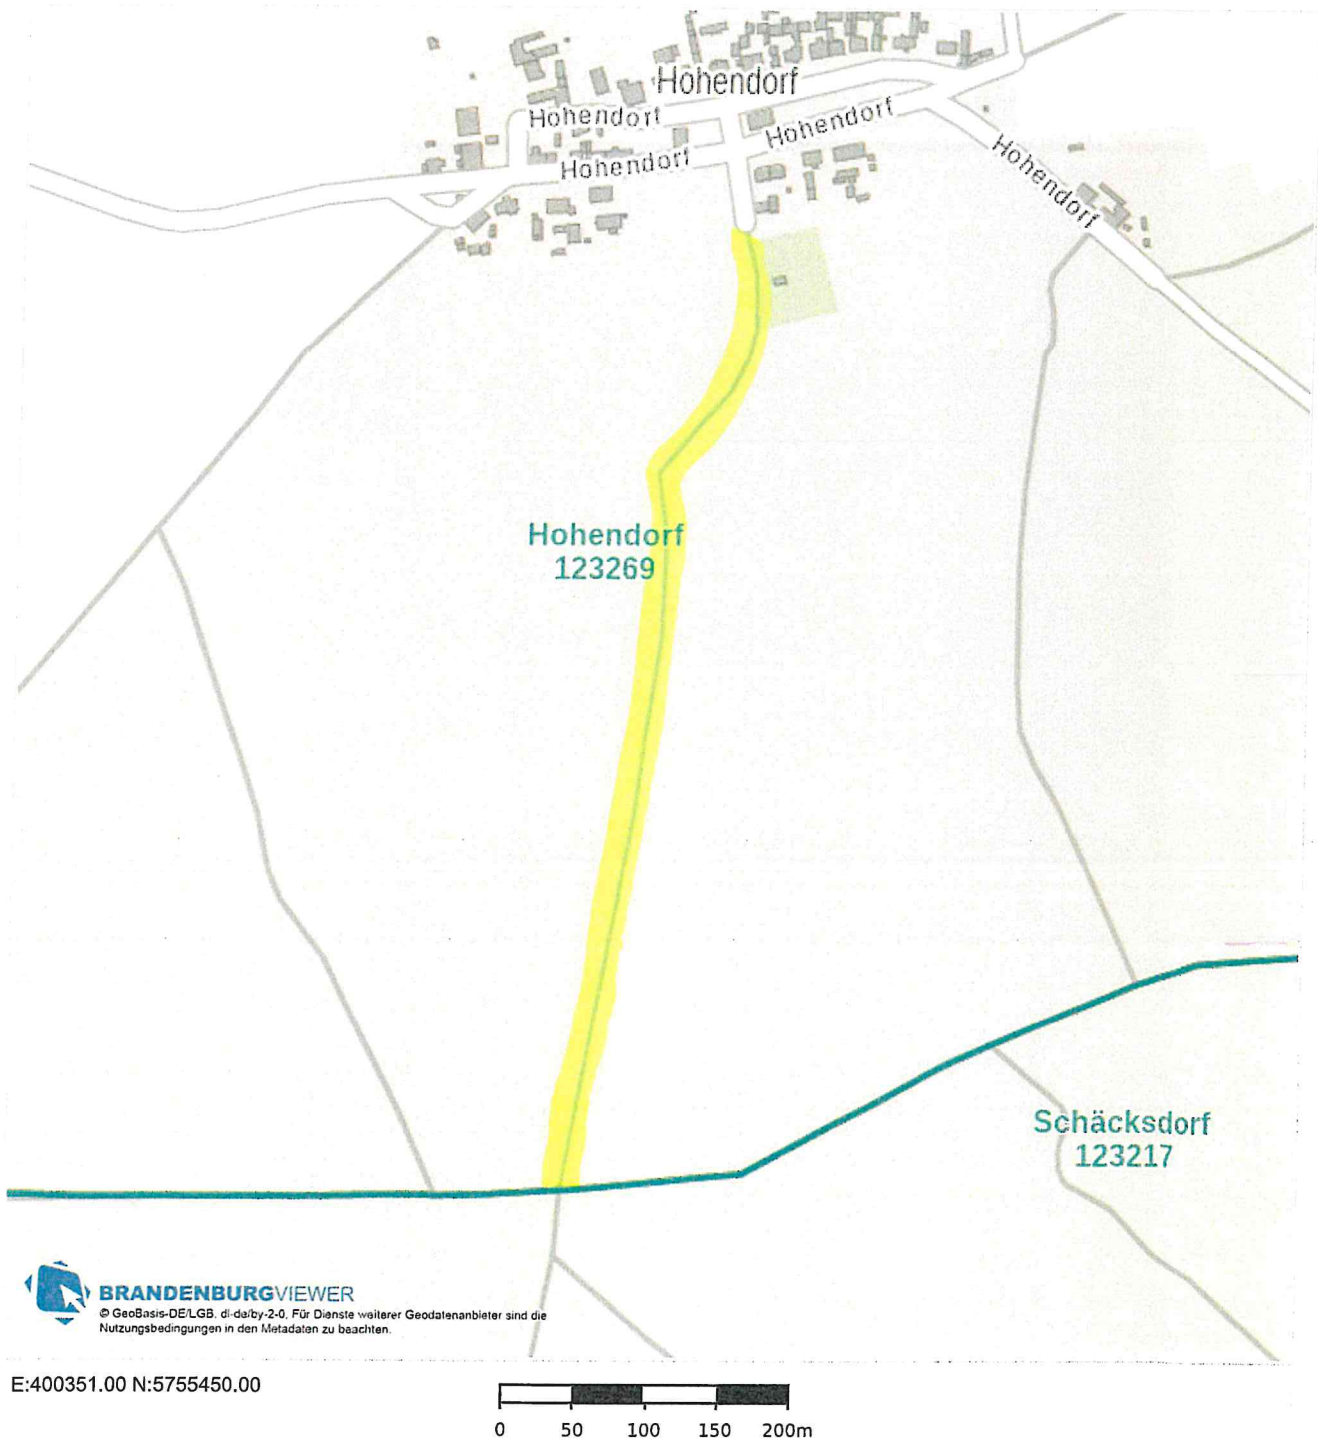 Hohendorf
Hohendorf
Hohendorf
Hohendorf
Hohendorf
Hohendorf
123269
Schäcksdorf
123217
BRANDENBURGVIEWER
© GeoBasis-DE/LGB, dl-de/by-2-0, Für Dienste weiterer Geodatenanbieter sind die
Nutzungsbedingungen in den Metadaten zu beachten.
E:400351.00 N:5755450.00
0 50 100 150 200m